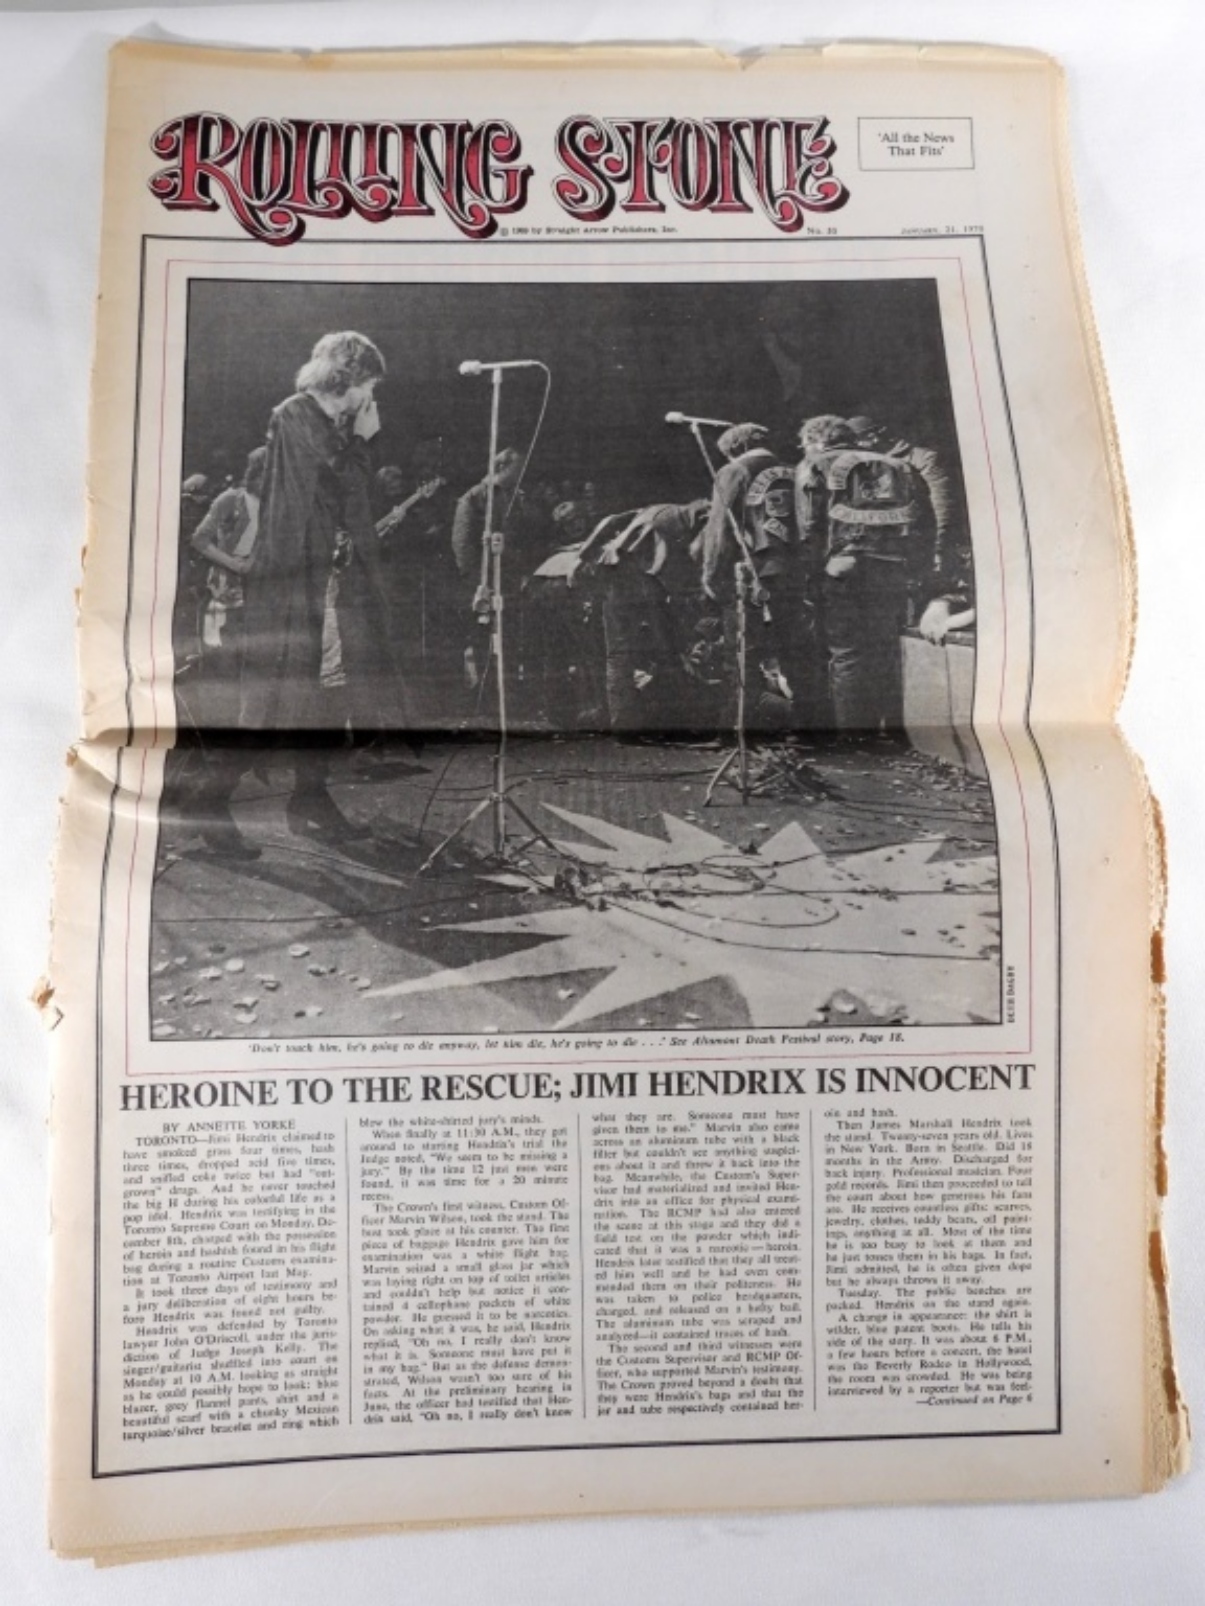 ROLLING STONE
'All the News
That Fits'
© 1969 by Straight Arrow Publishers, Inc.
No. 50
JANUARY 21, 1970
HELLS
CALIFORN
BETH BAGBY
'Don't touch him, he's going to die anyway, let him die, he's going to die . . .' See Altamont Death Festival story, Page 18.
HEROINE TO THE RESCUE; JIMI HENDRIX IS INNOCENT
BY ANNETTE YORKE
TORONTO—Jimi Hendrix claimed to
have smoked grass four times, hash
three times, dropped acid five times,
and sniffed coke twice but had "out-
grown" drugs. And he never touched
the big H during his colorful life as a
pop idol. Hendrix was testifying in the
Toronto Supreme Court on Monday, De-
cember 8th, charged with the possession
of heroin and hashish found in his flight
bag during a routine Customs examina-
tion at Toronto Airport last May.
It took three days of testimony and
a jury deliberation of eight hours be-
fore Hendrix was found not guilty.
Hendrix was defended by Toronto
lawyer John O'Driscoll, under the juris-
diction of Judge Joseph Kelly. The
singer/guitarist shuffled into court on
Monday at 10 A.M. looking as straight
as he could possibly hope to look: blue
blazer, grey flannel pants, shirt and a
beautiful scarf with a chunky Mexican
turquoise/silver bracelet and ring which
blew the white-shirted jury's minds.
When finally at 11:30 A.M., they got
around to starting Hendrix's trial the
Judge noted, "We seem to be missing a
jury." By the time 12 just men were
found, it was time for a 20 minute
recess.
The Crown's first witness, Custom Of-
ficer Marvin Wilson, took the stand. The
bust took place at his counter. The first
piece of baggage Hendrix gave him for
examination was a white flight bag.
Marvin seized a small glass jar which
was laying right on top of toilet articles
and couldn't help but notice it con-
tained 4 cellophane packets of white
powder. He guessed it to be narcotics.
On asking what it was, he said, Hendrix
replied, "Oh no, I really don't know
what it is. Someone must have put it
in my bag." But as the defense demon-
strated, Wilson wasn't too sure of his
facts. At the preliminary hearing in
June, the officer had testified that Hen-
drix said, "Oh no, I really don't know
what they are. Someone must have
given them to me." Marvin also came
across an aluminum tube with a black
filter but couldn't see anything suspici-
ous about it and threw it back into the
bag. Meanwhile, the Custom's Super-
visor had materialized and invited Hen-
drix into an office for physical exami-
nation. The RCMP had also entered
the scene at this stage and they did a
field test on the powder which indi-
cated that it was a narcotic—heroin.
Hendrix later testified that they all treat-
ed him well and he had even com-
mended them on their politeness. He
was taken to police headquarters,
charged, and released on a hefty bail.
The aluminum tube was scraped and
analyzed—it contained traces of hash.
The second and third witnesses were
the Customs Supervisor and RCMP Of-
ficer, who supported Marvin's testimony.
The Crown proved beyond a doubt that
they were Hendrix's bags and that the
jar and tube respectively contained her-
oin and hash.
Then James Marshall Hendrix took
the stand. Twenty-seven years old. Lives
in New York. Born in Seattle. Did 18
months in the Army. Discharged for
back injury. Professional musician. Four
gold records. Jimi then proceeded to tell
the court about how generous his fans
are. He receives countless gifts: scarves,
jewelry, clothes, teddy bears, oil paint-
ings, anything at all. Most of the time
he is too busy to look at them and
he just tosses them in his bags. In fact,
Jimi admitted, he is often given dope
but he always throws it away.
Tuesday. The public benches are
packed. Hendrix on the stand again.
A change in appearance: the shirt is
wilder, blue patent boots. He tells his
side of the story. It was about 6 P.M.,
a few hours before a concert, the hotel
was the Beverly Rodeo in Hollywood,
the room was crowded. He was being
interviewed by a reporter but was feel-
—Continued on Page 6